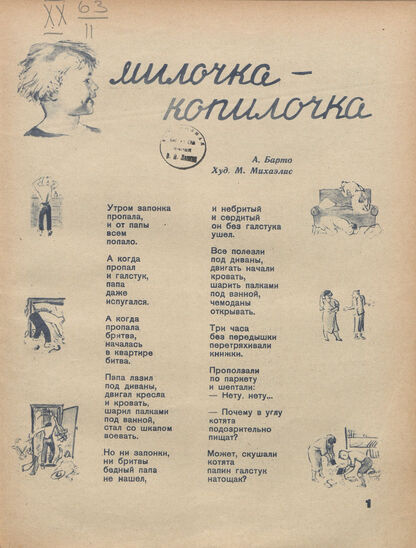 XX 63
11
МИЛОЧКА —
КОПИЛОЧКА
А. Барто
Худ. М. Михаэлис
Утром запонка
пропала,
и от папы
всем
попало.
А когда
пропал
и галстук,
папа
даже
испугался.
А когда
пропала
бритва,
началась
в квартире
битва.
Папа лазил
под диваны,
двигал кресла
и кровать,
шарил палками
под ванной,
стал со шкапом
воевать.
Но ни запонки,
ни бритвы
бедный папа
не нашел,
и небритый
и сердитый
он без галстука
ушел.
Все полезли
под диваны,
двигать начали
кровать,
шарить палками
под ванной,
чемоданы
открывать.
Три часа
без передышки
перетряхивали
книжки.
Проползали
по паркету
и шептали:
— Нету, нету...
— Почему в углу
котята
подозрительно
пищат?
Может, скушали
котята
папин галстук
натощак?
1